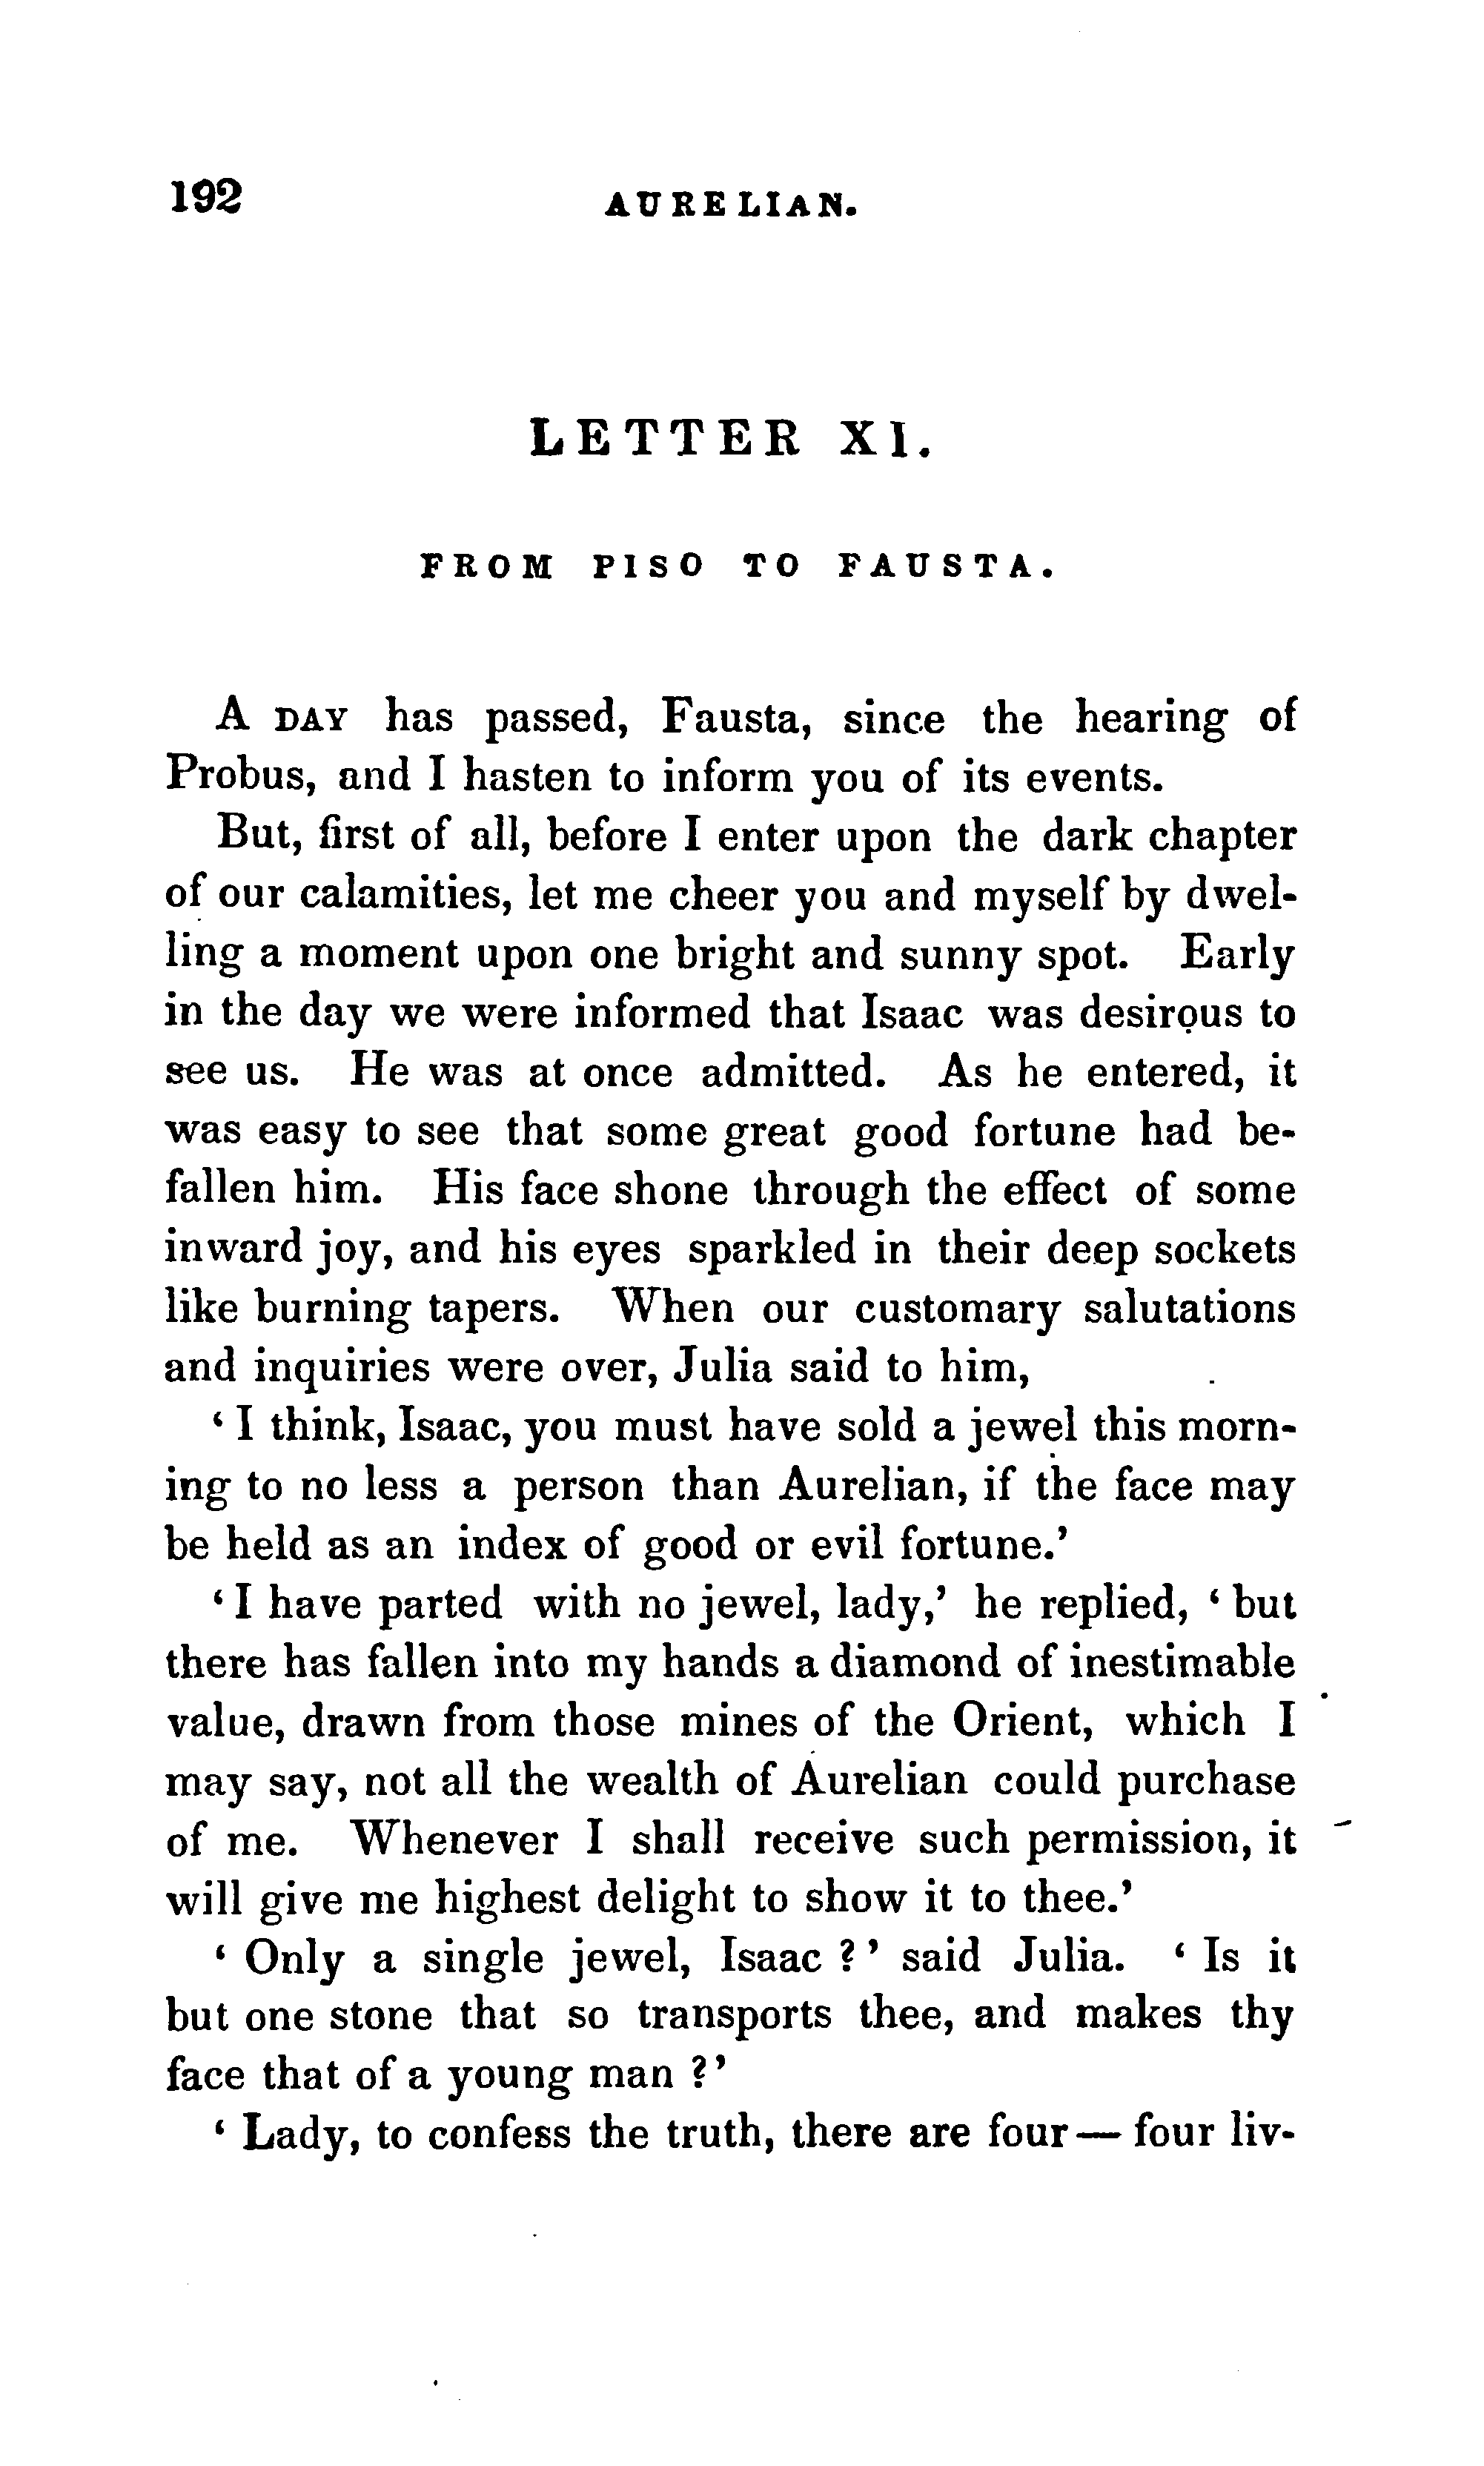 192 AURELIAN.
LETTER XI.
FROM PISO TO FAUSTA.
A DAY has passed, Fausta, since the hearing of
Probus, and I hasten to inform you of its events.
But, first of all, before I enter upon the dark chapter
of our calamities, let me cheer you and myself by dwel-
ling a moment upon one bright and sunny spot. Early
in the day we were informed that Isaac was desirous to
see us. He was at once admitted. As he entered, it
was easy to see that some great good fortune had be-
fallen him. His face shone through the effect of some
inward joy, and his eyes sparkled in their deep sockets
like burning tapers. When our customary salutations
and inquiries were over, Julia said to him,
‘ I think, Isaac, you must have sold a jewel this morn-
ing to no less a person than Aurelian, if the face may
be held as an index of good or evil fortune.’
‘ I have parted with no jewel, lady,’ he replied, ‘ but
there has fallen into my hands a diamond of inestimable
value, drawn from those mines of the Orient, which I
may say, not all the wealth of Aurelian could purchase
of me. Whenever I shall receive such permission, it
will give me highest delight to show it to thee.’
‘ Only a single jewel, Isaac ? ’ said Julia. ‘ Is it
but one stone that so transports thee, and makes thy
face that of a young man ? ’
‘ Lady, to confess the truth, there are four — four liv-